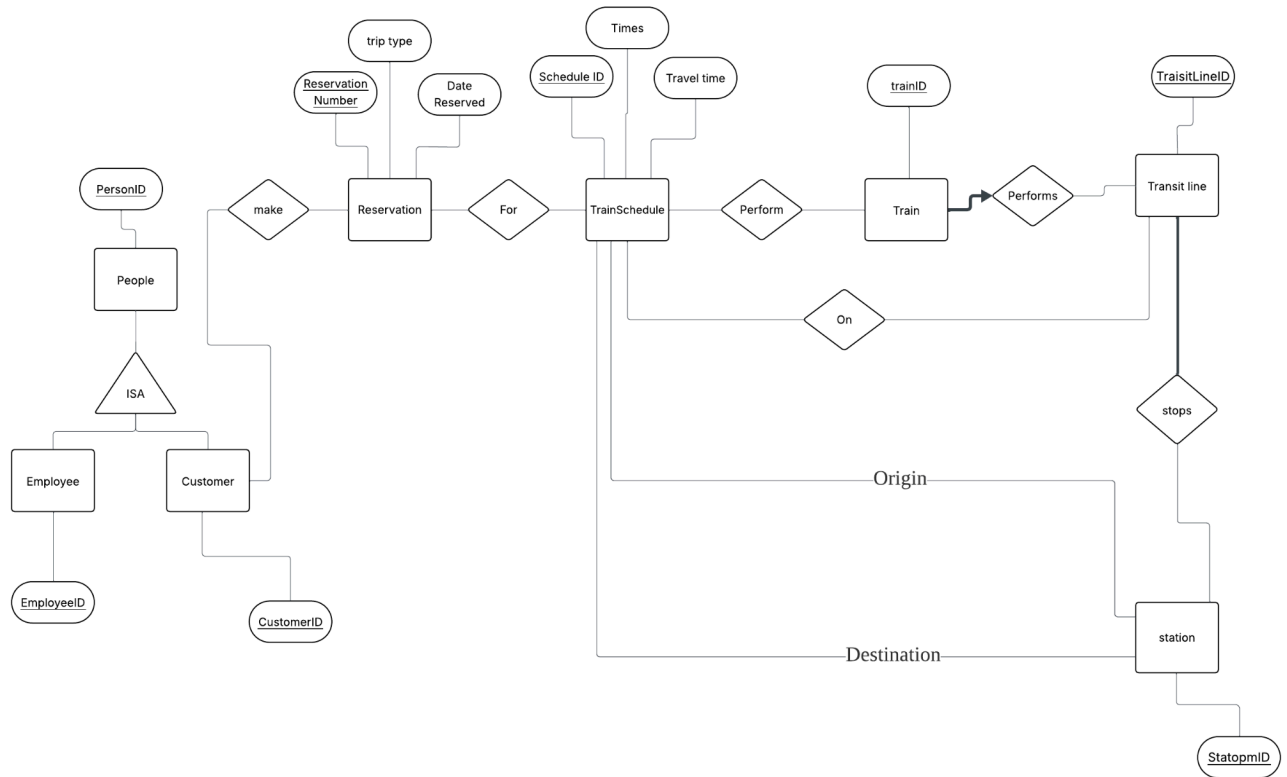 Times
trip type
Schedule ID
Travel time
TraisitLineID
Reservation
Number
Date
Reserved
trainID
PersonID
make
Reservation
For
TrainSchedule
Perform
Train
Performs
Transit line
People
On
ISA
stops
Employee
Customer
Origin
EmployeeID
CustomerID
station
Destination
StatopmID